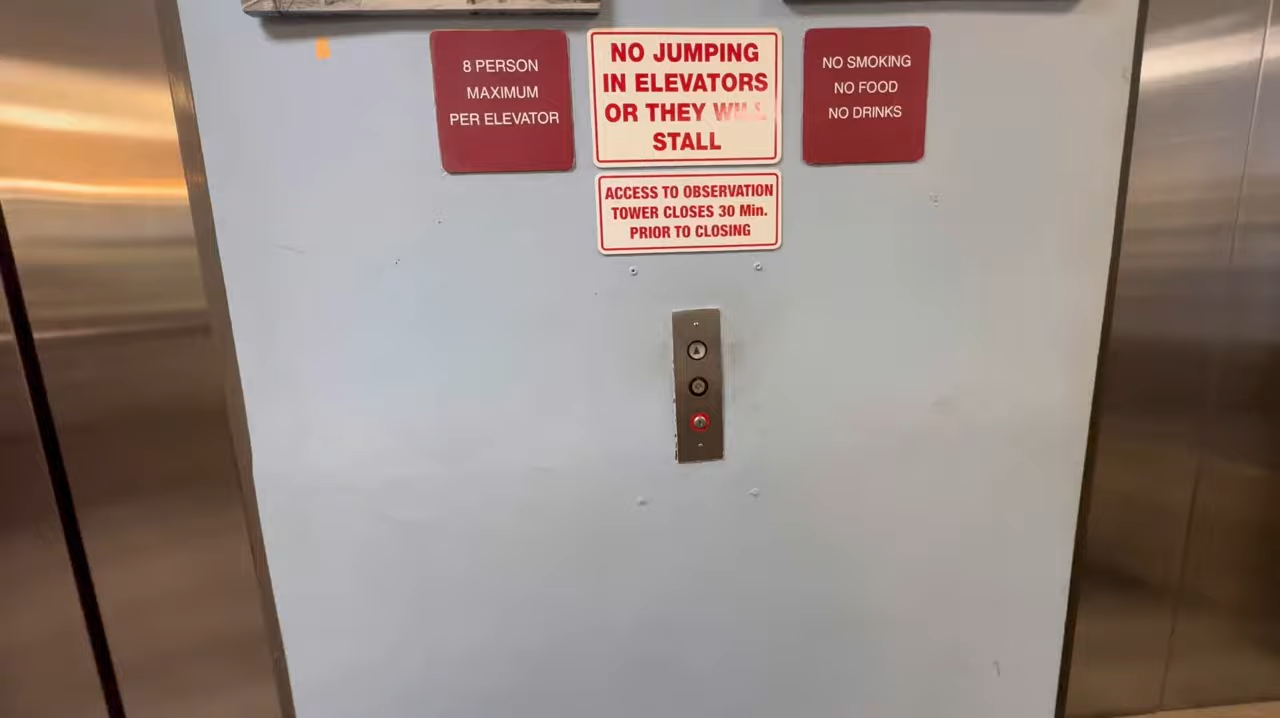 8 PERSON
MAXIMUM
PER ELEVATOR
NO JUMPING
IN ELEVATORS
OR THEY WILL
STALL
NO SMOKING
NO FOOD
NO DRINKS
ACCESS TO OBSERVATION
TOWER CLOSES 30 Min.
PRIOR TO CLOSING